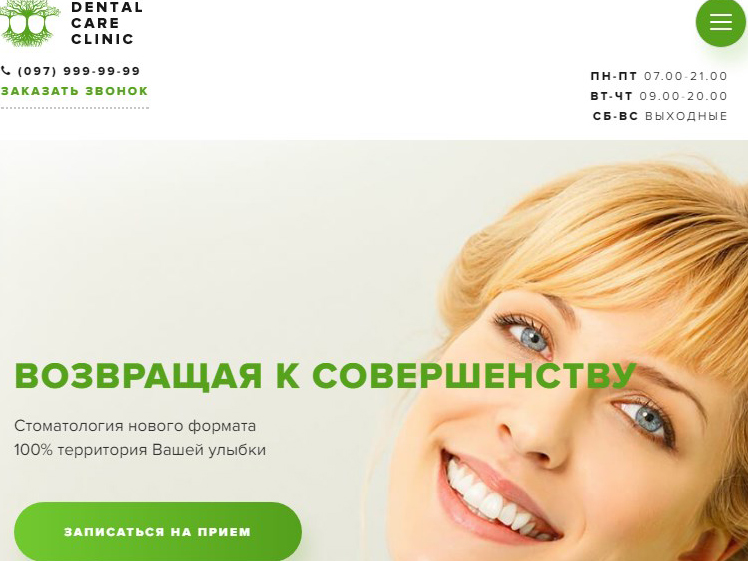 DENTAL
CARE
CLINIC
(097) 999-99-99
ЗАКАЗАТЬ ЗВОНОК
ПН-ПТ 07.00-21.00
ВТ-ЧТ 09.00-20.00
СБ-ВС ВЫХОДНЫЕ
ВОЗВРАЩАЯ К СОВЕРШЕНСТВУ
Стоматология нового формата
100% территория Вашей улыбки
ЗАПИСАТЬСЯ НА ПРИЕМ